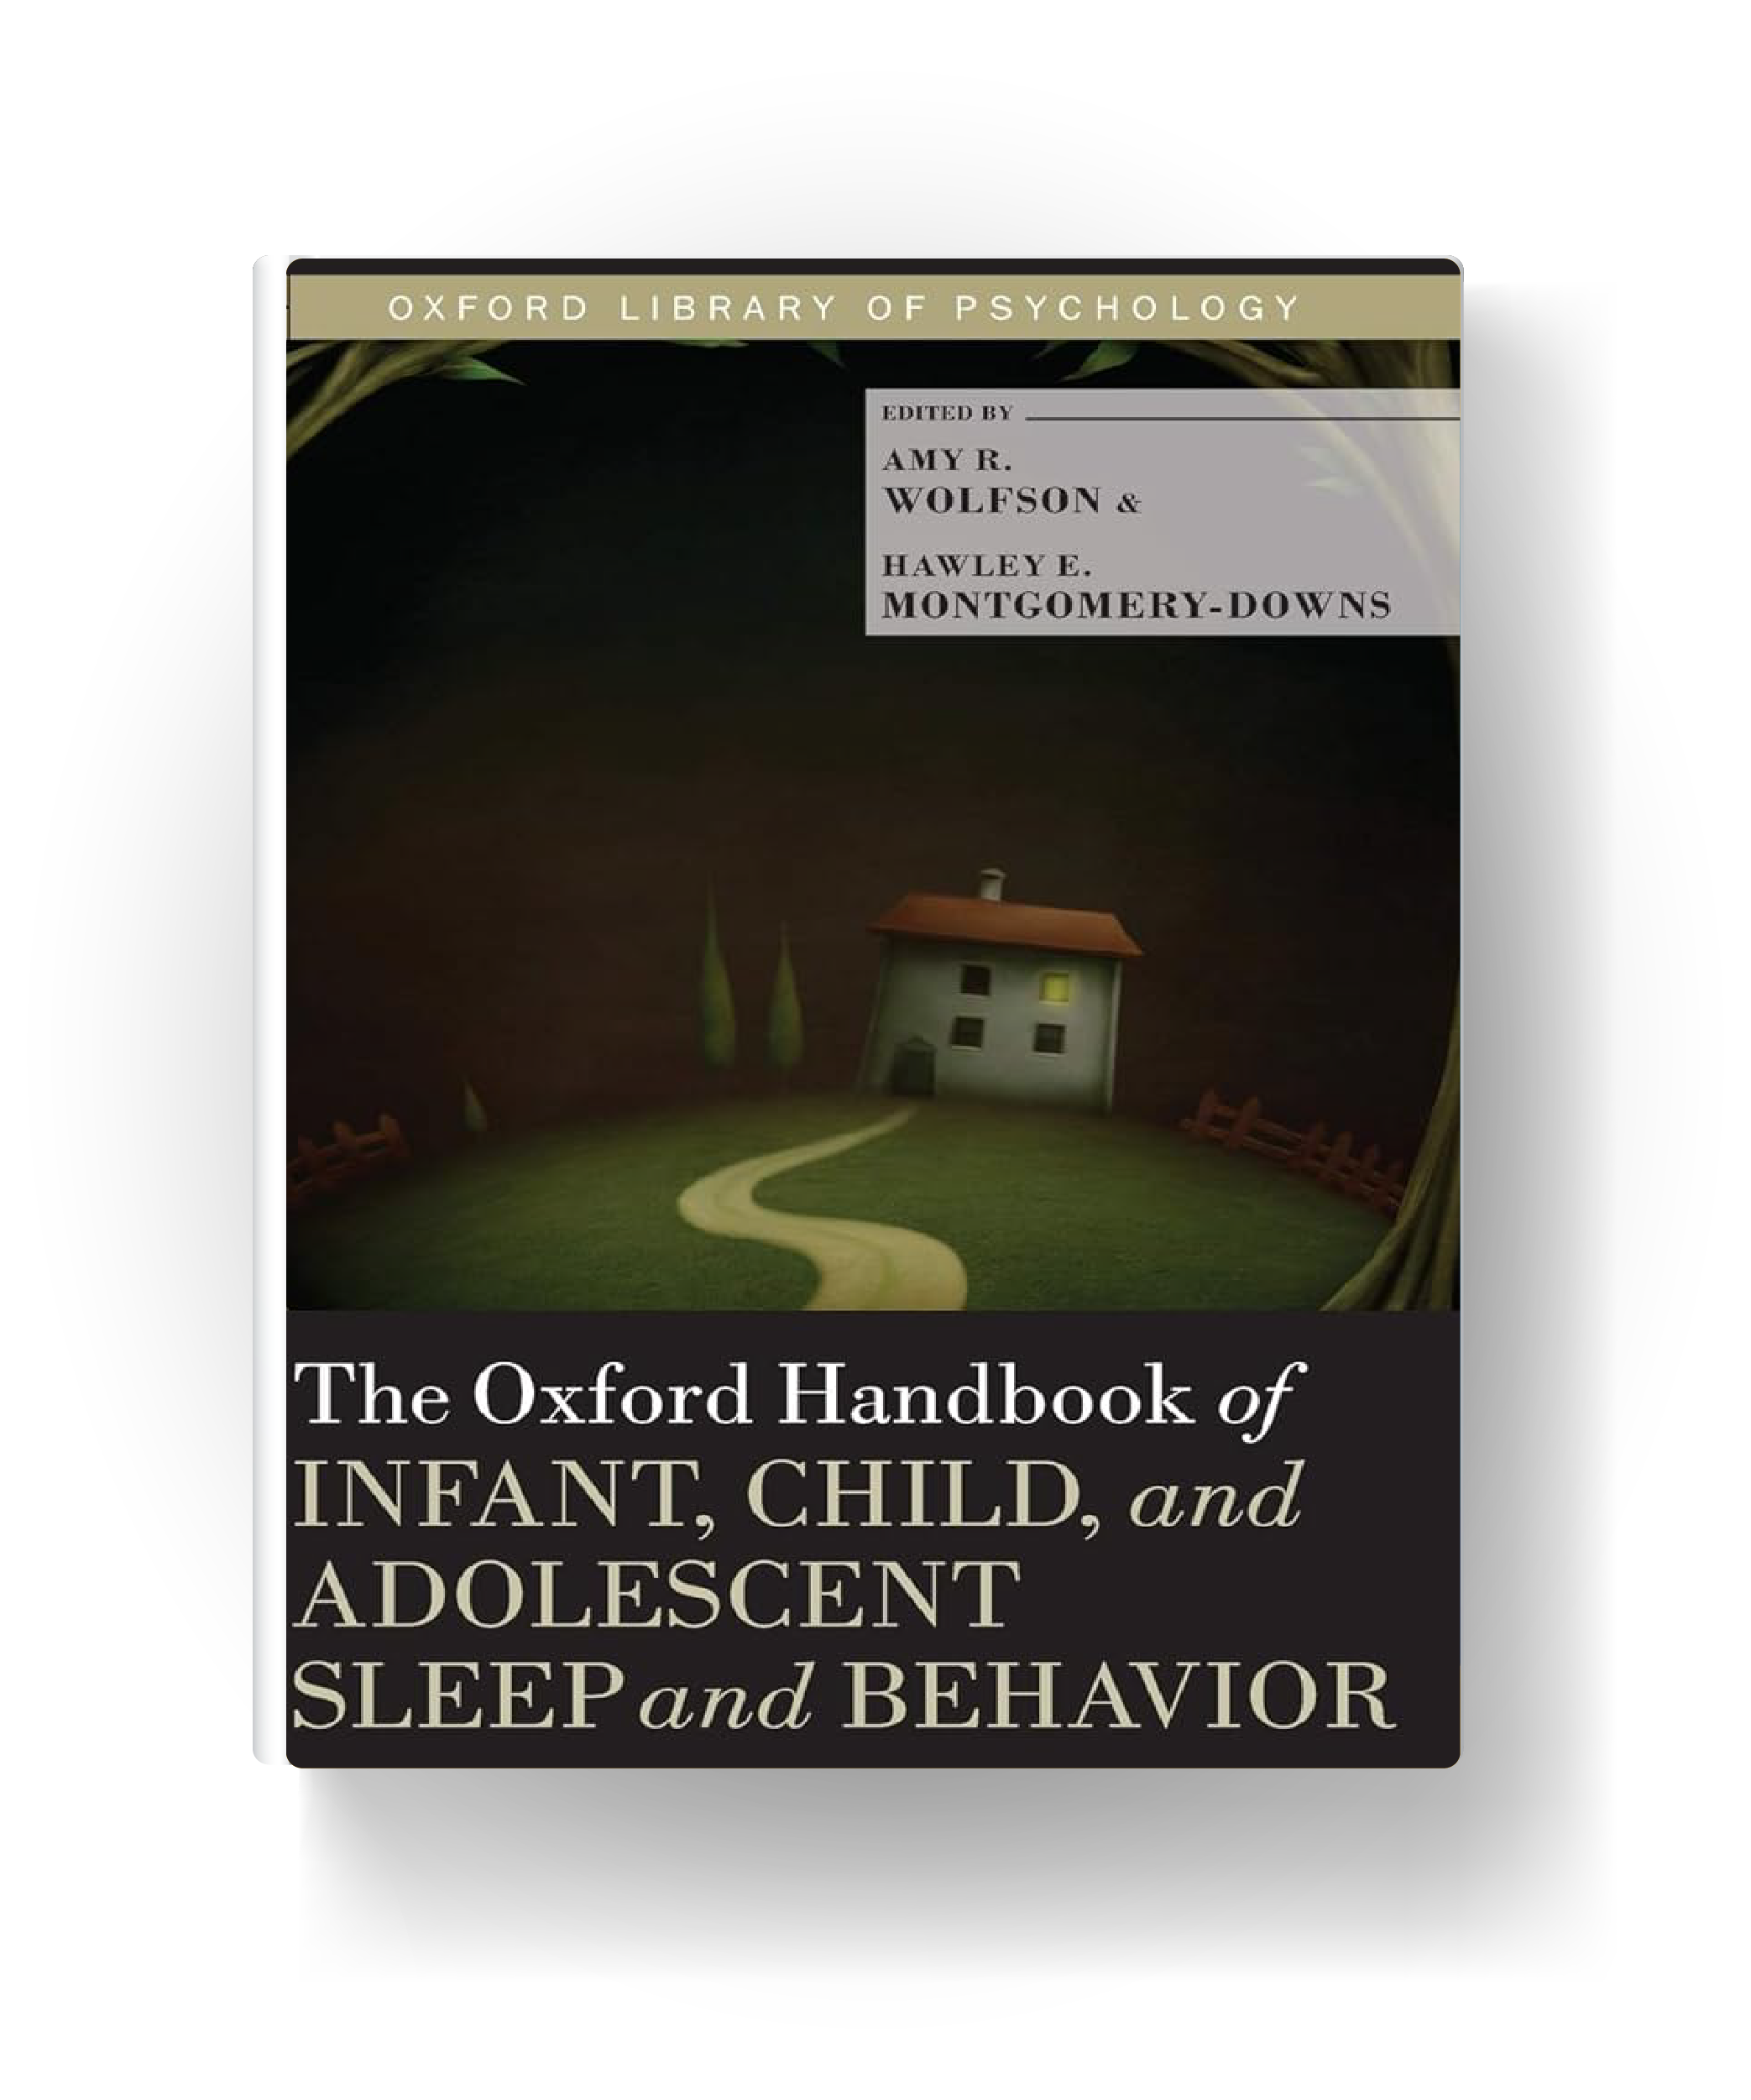 OXFORD LIBRARY OF PSYCHOLOGY
EDITED BY
AMY R.
WOLFSON &
HAWLEY E.
MONTGOMERY-DOWNS
The Oxford Handbook of
INFANT, CHILD, and
ADOLESCENT
SLEEP and BEHAVIOR